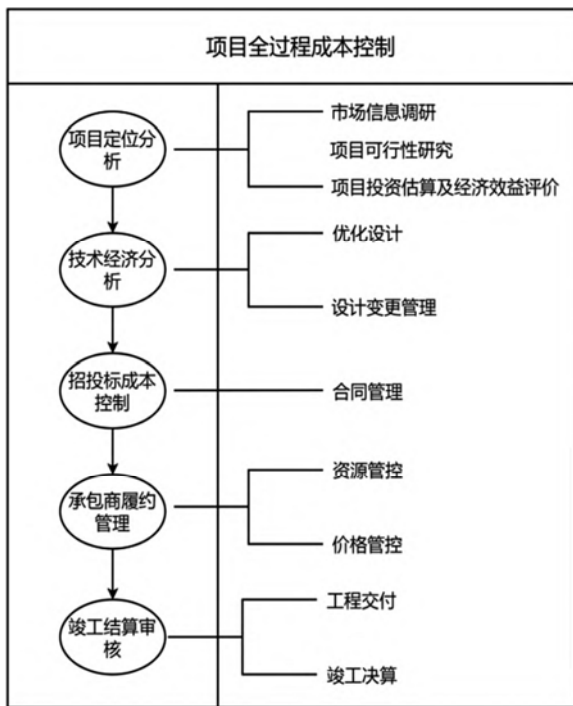 项目全过程成本控制
项目定位分
析
市场信息调研
项目可行性研究
项目投资估算及经济效益评价
技术经济分
析
优化设计
设计变更管理
招投标成本
控制
合同管理
承包商履约
管理
资源管控
价格管控
竣工结算审
核
工程交付
竣工决算